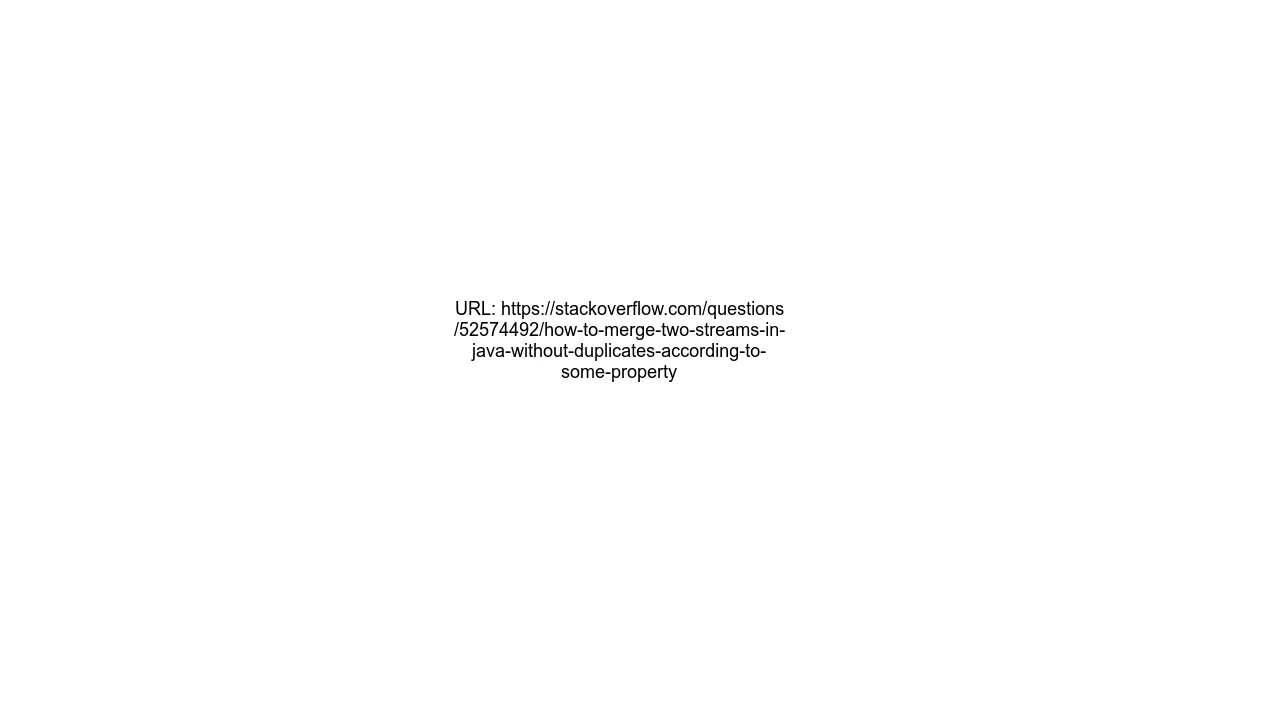 URL: https://stackoverflow.com/questions
/52574492/how-to-merge-two-streams-in-
java-without-duplicates-according-to-
some-property